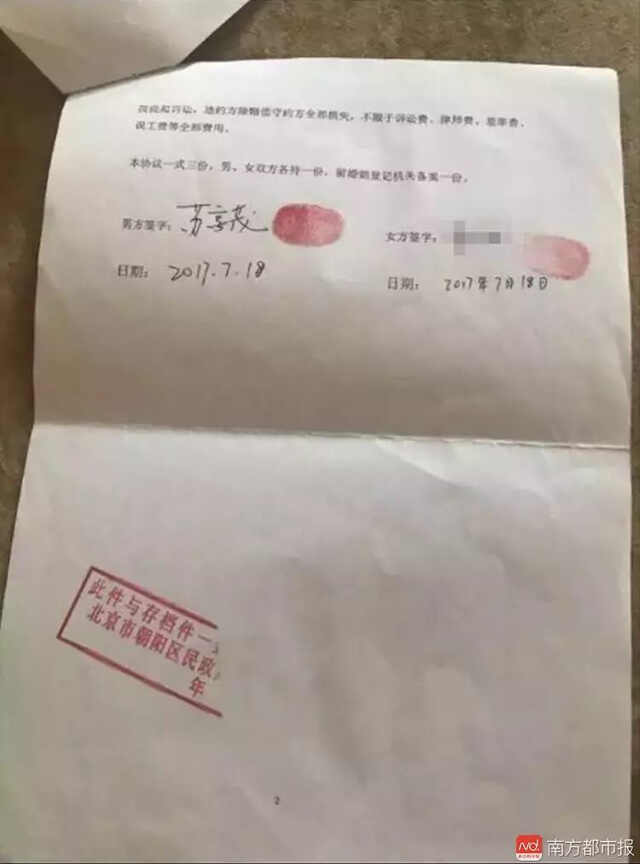 方除赔偿守约方全部损失，不限于诉讼费、律师费、差旅费、
误工费等全部费用。
本协议一式三份，男、女双方各持一份，留婚姻登记机关备案一份。
男方签字：苏享茂
女方签字：
日期：2017.7.18
日期：2017年7月18日
此件与存档件一
北京市朝阳区民政
年
2
南方都市报